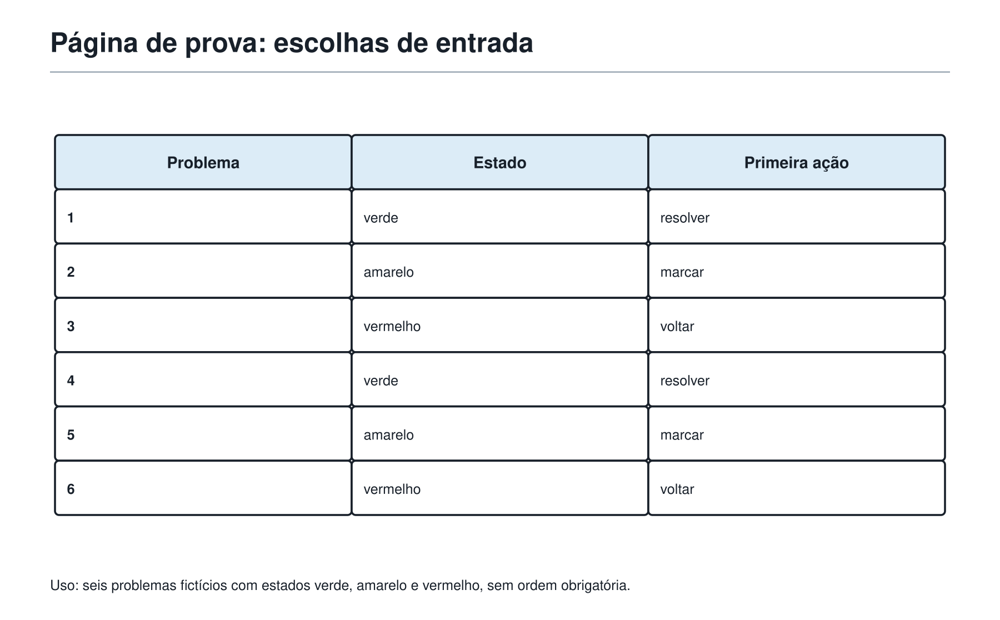 Página de prova: escolhas de entrada
Problema Estado Primeira ação
1 verde resolver
2 amarelo marcar
3 vermelho voltar
4 verde resolver
5 amarelo marcar
6 vermelho voltar
Uso: seis problemas fictícios com estados verde, amarelo e vermelho, sem ordem obrigatória.